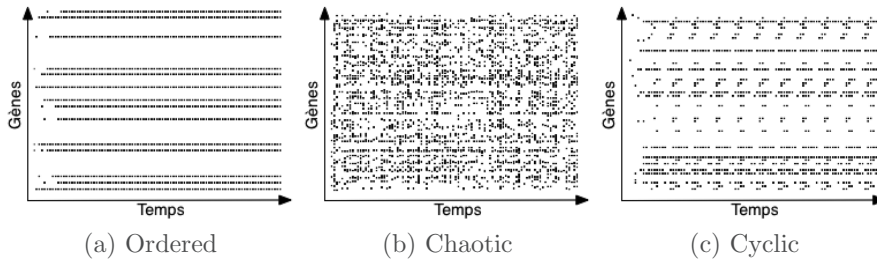 Gènes
Temps
(a) Ordered
Gènes
Temps
(b) Chaotic
Gènes
Temps
(c) Cyclic